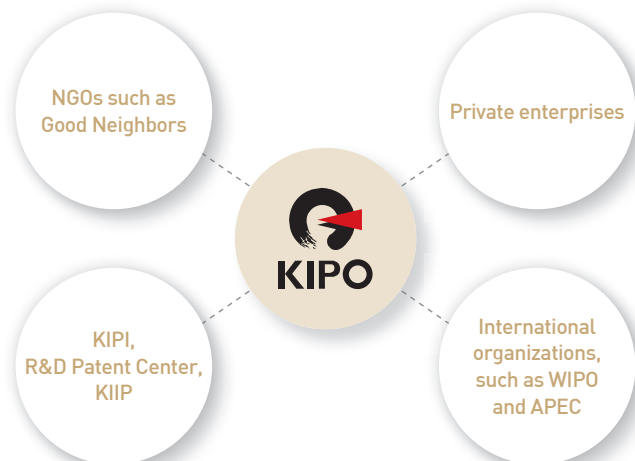 NGOs such as
Good Neighbors
Private enterprises
KIPO
KIPI,
R&D Patent Center,
KIIP
International
organizations,
such as WIPO
and APEC